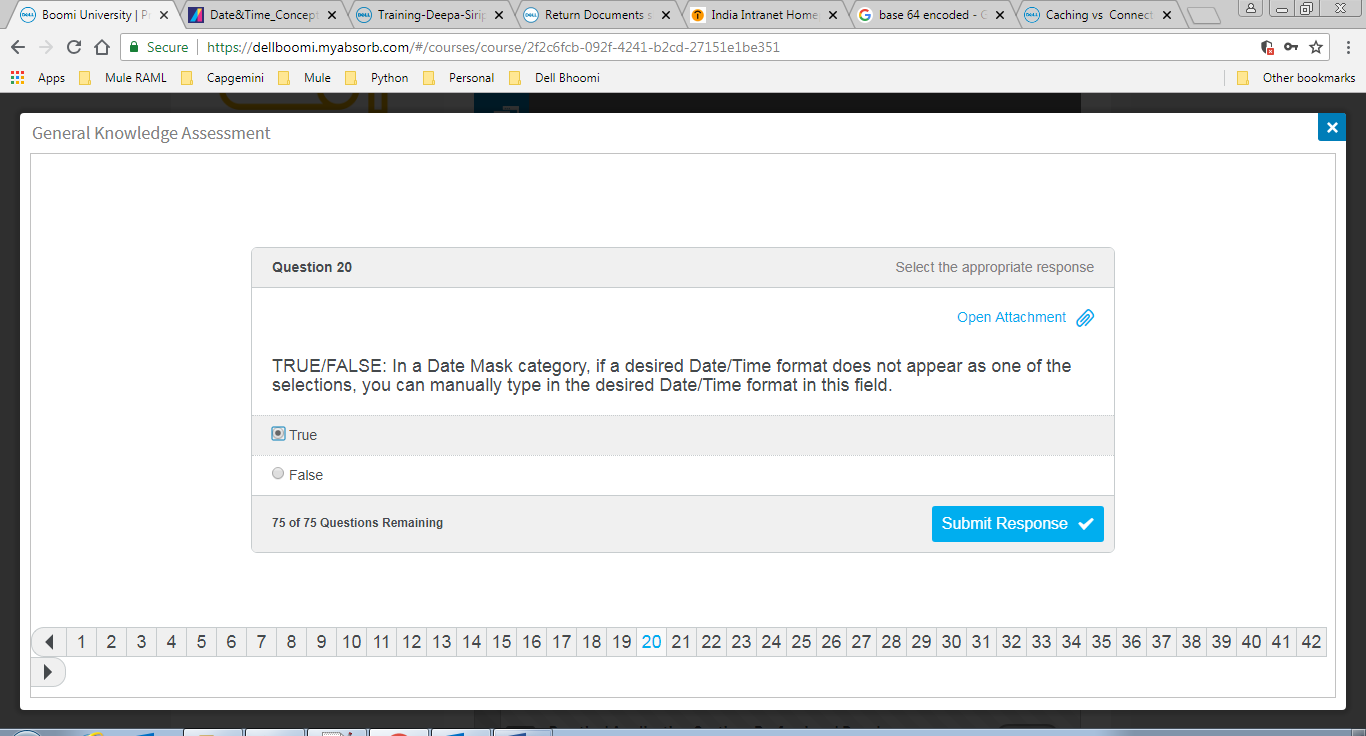 Boomi University | P
Date&Time_Concept
Training-Deepa-Sirip
Return Documents s
India Intranet Home
base 64 encoded - G
Caching vs Connect
Secure
https://dellboomi.myabsorb.com/#/courses/course/2f2c6fcb-092f-4241-b2cd-27151e1be351
Apps
Mule RAML
Capgemini
Mule
Python
Personal
Dell Bhoomi
Other bookmarks
General Knowledge Assessment
Question 20
Select the appropriate response
Open Attachment
TRUE/FALSE: In a Date Mask category, if a desired Date/Time format does not appear as one of the
selections, you can manually type in the desired Date/Time format in this field.
True
False
75 of 75 Questions Remaining
Submit Response
1 2 3 4 5 6 7 8 9 10 11 12 13 14 15 16 17 18 19 20 21 22 23 24 25 26 27 28 29 30 31 32 33 34 35 36 37 38 39 40 41 42